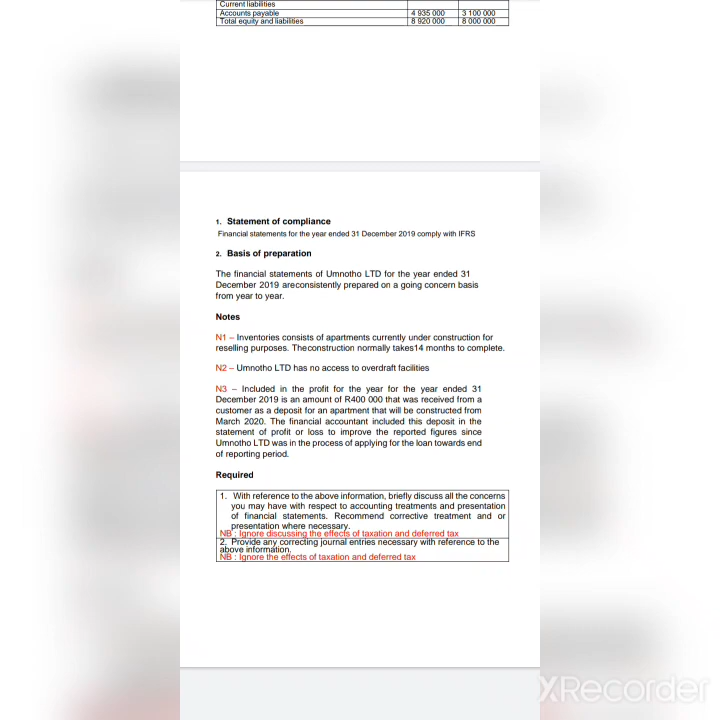 Current liabilities
Accounts payable 4 935 000 3 100 000
Total equity and liabilities 8 920 000 8 000 000
1. Statement of compliance
Financial statements for the year ended 31 December 2019 comply with IFRS
2. Basis of preparation
The financial statements of Umnotho LTD for the year ended 31
December 2019 areconsistently prepared on a going concern basis
from year to year.
Notes
N1 – Inventories consists of apartments currently under construction for
reselling purposes. Theconstruction normally takes14 months to complete.
N2 – Umnotho LTD has no access to overdraft facilities
N3 – Included in the profit for the year for the year ended 31
December 2019 is an amount of R400 000 that was received from a
customer as a deposit for an apartment that will be constructed from
March 2020. The financial accountant included this deposit in the
statement of profit or loss to improve the reported figures since
Umnotho LTD was in the process of applying for the loan towards end
of reporting period.
Required
1. With reference to the above information, briefly discuss all the concerns
you may have with respect to accounting treatments and presentation
of financial statements. Recommend corrective treatment and or
presentation where necessary.
NB : Ignore discussing the effects of taxation and deferred tax
2. Provide any correcting journal entries necessary with reference to the
above information.
NB : Ignore the effects of taxation and deferred tax
XRecorder